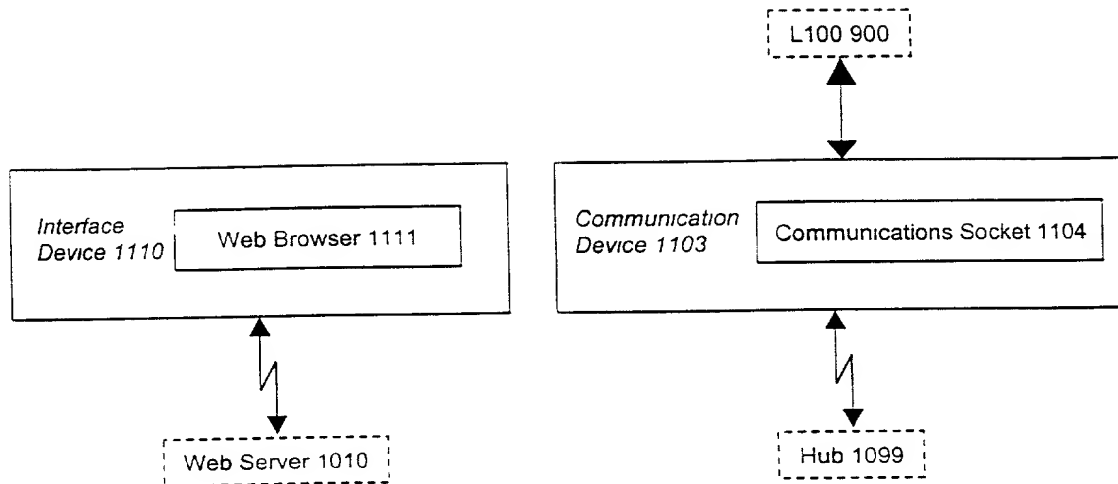 L100 900
Interface
Device 1110
Web Browser 1111
Communication
Device 1103
Communications Socket 1104
Web Server 1010
Hub 1099